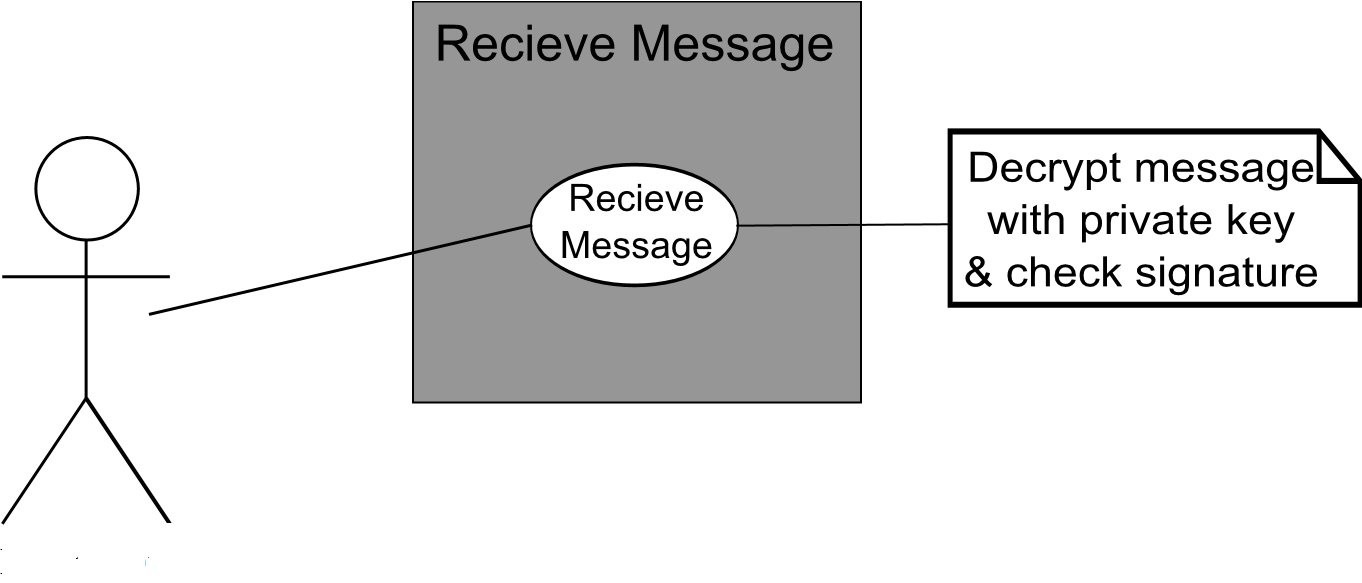 Recieve Message
Recieve
Message
Decrypt message
with private key
& check signature